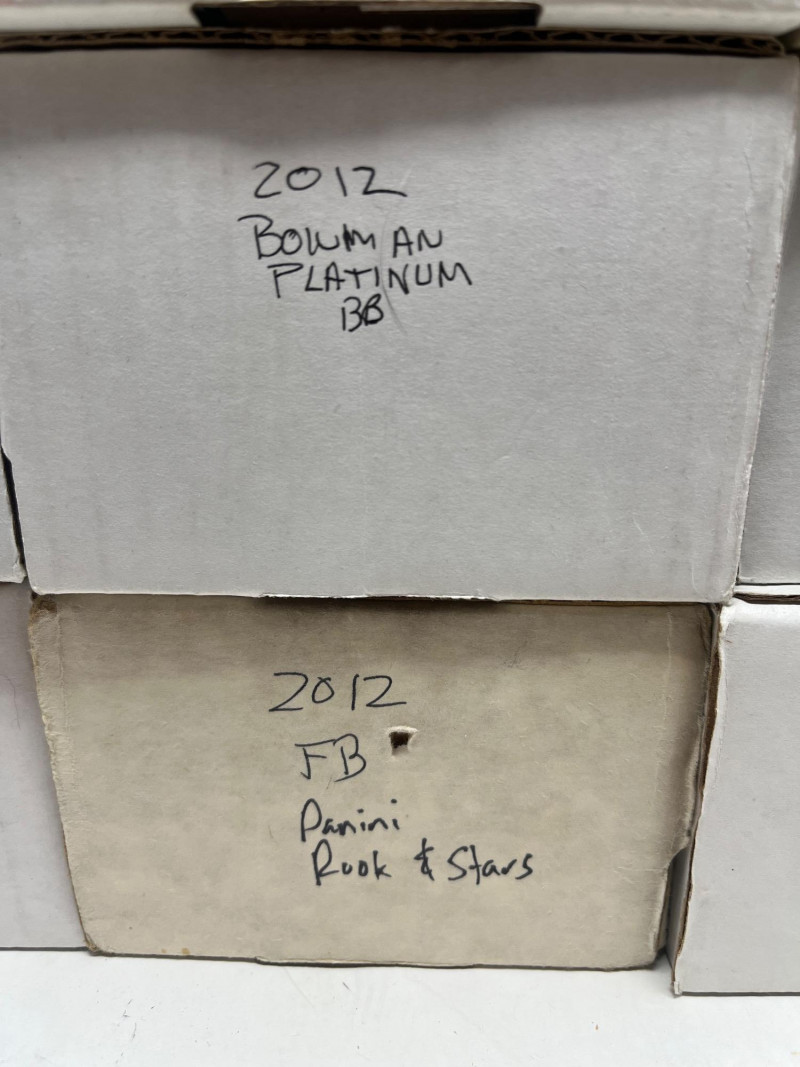 2012
BOWMAN
PLATINUM
BB
2012
FB
Panini
Rook & Stars